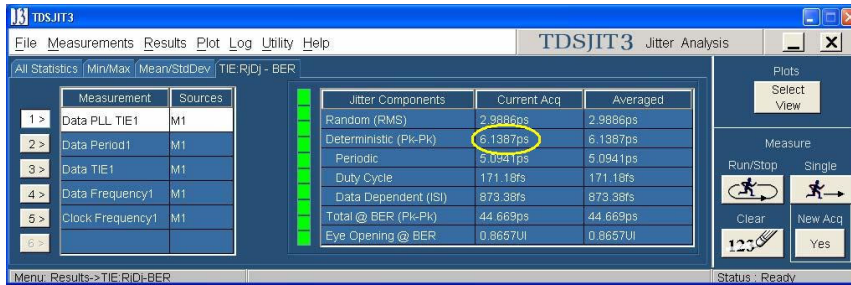 TDSJIT3
File Measurements Results Plot Log Utility Help
TDSJIT3 Jitter Analysis
All Statistics Min/Max Mean/StdDev TIE:RjDj - BER
Measurement Sources
1 > Data PLL TIE1 M1
2 > Data Period1 M1
3 > Data TIE1 M1
4 > Data Frequency1 M1
5 > Clock Frequency1 M1
6 >
Jitter Components Current Acq Averaged
Random (RMS) 2.9886ps 2.9886ps
Deterministic (Pk-Pk) 6.1387ps 6.1387ps
Periodic 5.0941ps 5.0941ps
Duty Cycle 171.18fs 171.18fs
Data Dependent (ISI) 873.38fs 873.38fs
Total @ BER (Pk-Pk) 44.669ps 44.669ps
Eye Opening @ BER 0.8657UI 0.8657UI
Plots
Select
View
Measure
Run/Stop Single
Clear New Acq
123 Yes
Menu: Results->TIE:RjDj-BER
Status : Ready